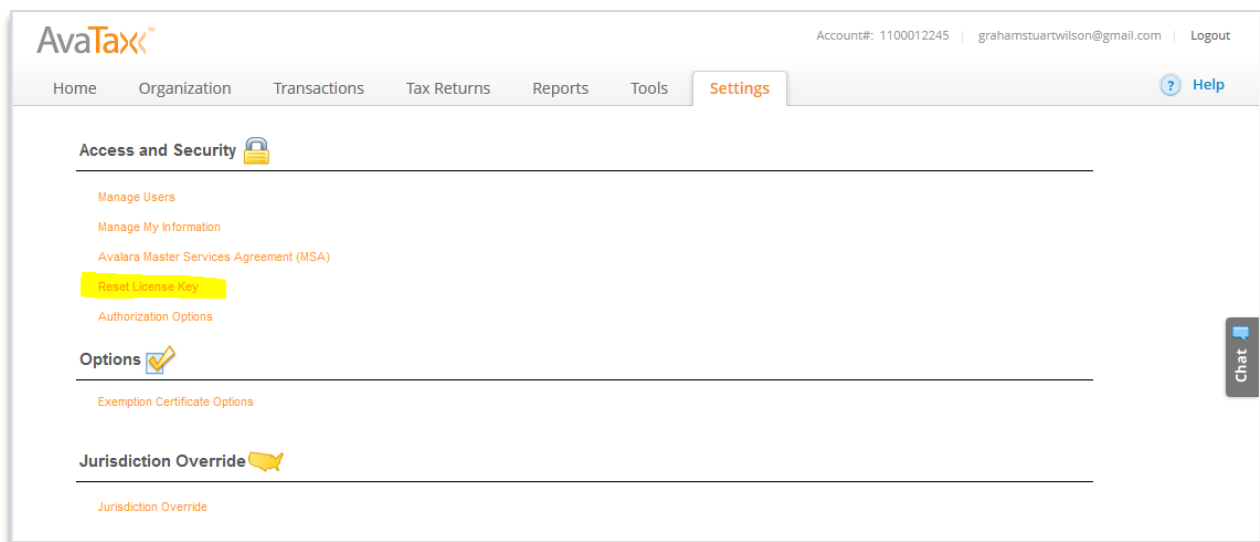 AvaTax™
Account#: 1100012245 | grahamstuartwilson@gmail.com | Logout
Home Organization Transactions Tax Returns Reports Tools Settings ? Help
Access and Security
Manage Users
Manage My Information
Avalara Master Services Agreement (MSA)
Reset License Key
Authorization Options
Options
Exemption Certificate Options
Jurisdiction Override
Jurisdiction Override
Chat